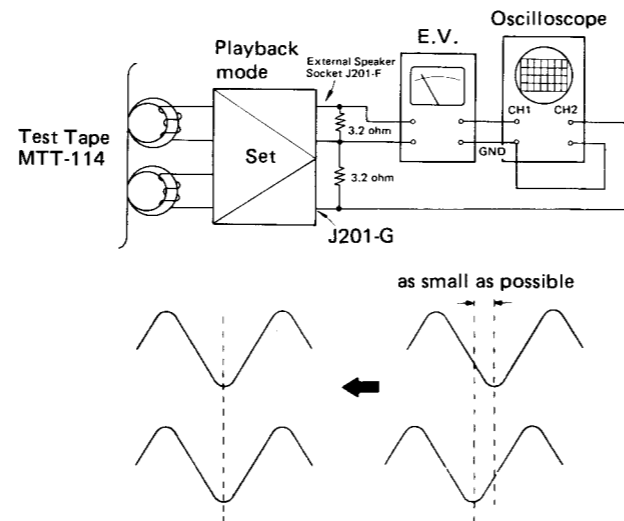 Oscilloscope
E.V.
Playback
mode
External Speaker
Socket J201-F
CH1
CH2
3.2 ohm
GND
Test Tape
MTT-114
Set
3.2 ohm
J201-G
as small as possible